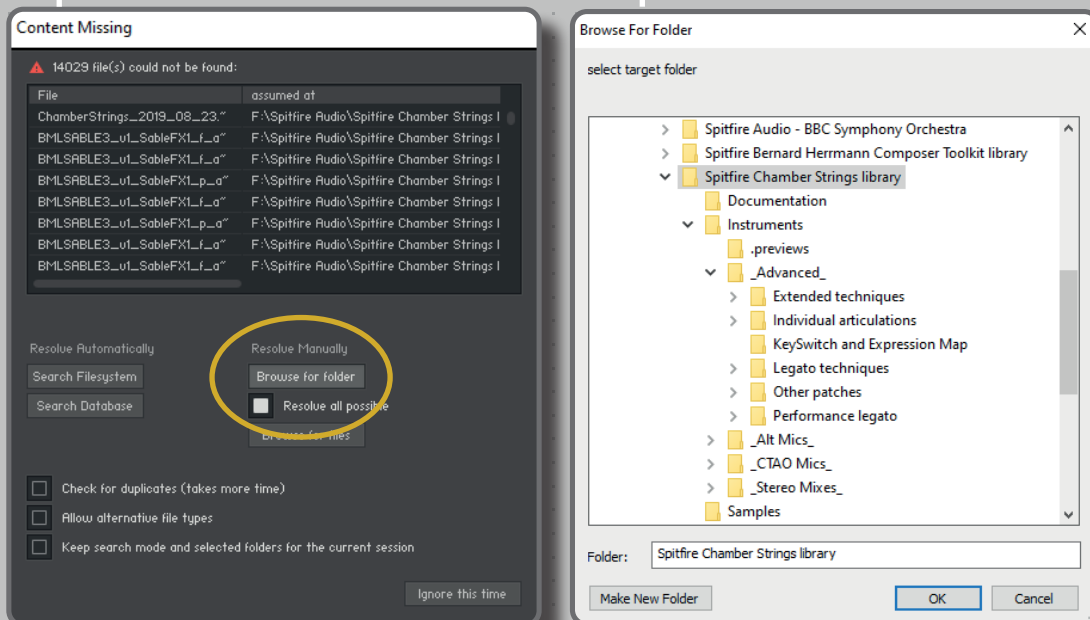 Content Missing
14029 file(s) could not be found:
File assumed at
ChamberStrings_2019_08_23.~ F:\Spitfire Audio\Spitfire Chamber Strings l
BMLSABLE3_v1_SableFX1_f_a~ F:\Spitfire Audio\Spitfire Chamber Strings l
BMLSABLE3_v1_SableFX1_f_a~ F:\Spitfire Audio\Spitfire Chamber Strings l
BMLSABLE3_v1_SableFX1_p_a~ F:\Spitfire Audio\Spitfire Chamber Strings l
BMLSABLE3_v1_SableFX1_f_a~ F:\Spitfire Audio\Spitfire Chamber Strings l
BMLSABLE3_v1_SableFX1_p_a~ F:\Spitfire Audio\Spitfire Chamber Strings l
BMLSABLE3_v1_SableFX1_f_a~ F:\Spitfire Audio\Spitfire Chamber Strings l
BMLSABLE3_v1_SableFX1_f_a~ F:\Spitfire Audio\Spitfire Chamber Strings l
Resolve Automatically
Search Filesystem
Search Database
Resolve Manually
Browse for folder
Resolve all possible
Browse for files
Check for duplicates (takes more time)
Allow alternative file types
Keep search mode and selected folders for the current session
Ignore this time
Browse For Folder
select target folder
Spitfire Audio - BBC Symphony Orchestra
Spitfire Bernard Herrmann Composer Toolkit library
Spitfire Chamber Strings library
Documentation
Instruments
.previews
_Advanced_
Extended techniques
Individual articulations
KeySwitch and Expression Map
Legato techniques
Other patches
Performance legato
_Alt Mics_
_CTAO Mics_
_Stereo Mixes_
Samples
Folder: Spitfire Chamber Strings library
Make New Folder
OK
Cancel